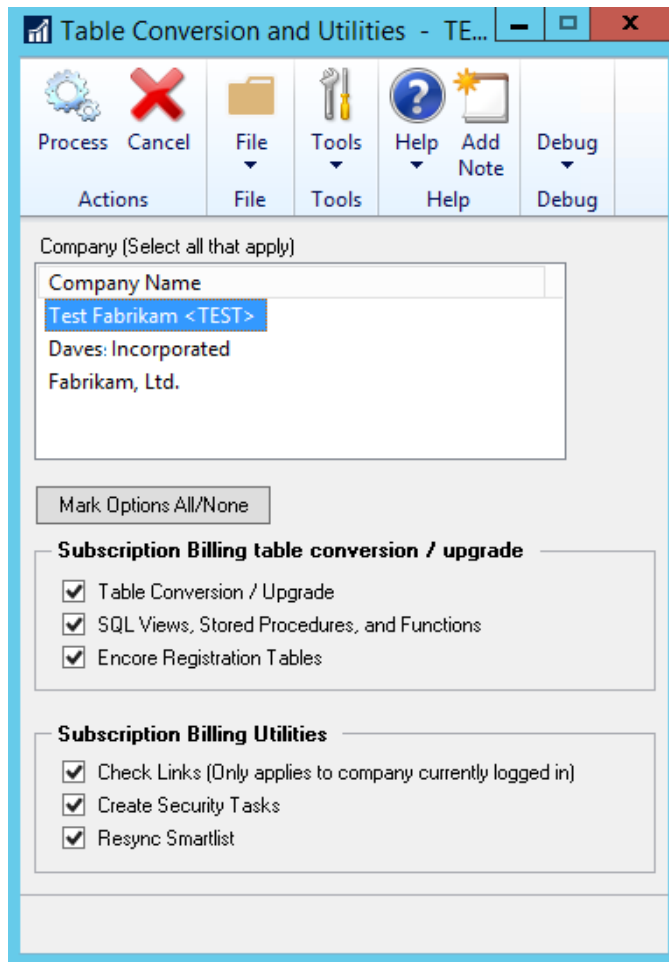 Table Conversion and Utilities - TE...
Process Cancel File Tools Help Add Note Debug
Actions File Tools Help Debug
Company (Select all that apply)
Company Name
Test Fabrikam <TEST>
Daves: Incorporated
Fabrikam, Ltd.
Mark Options All/None
Subscription Billing table conversion / upgrade
Table Conversion / Upgrade
SQL Views, Stored Procedures, and Functions
Encore Registration Tables
Subscription Billing Utilities
Check Links (Only applies to company currently logged in)
Create Security Tasks
Resync Smartlist